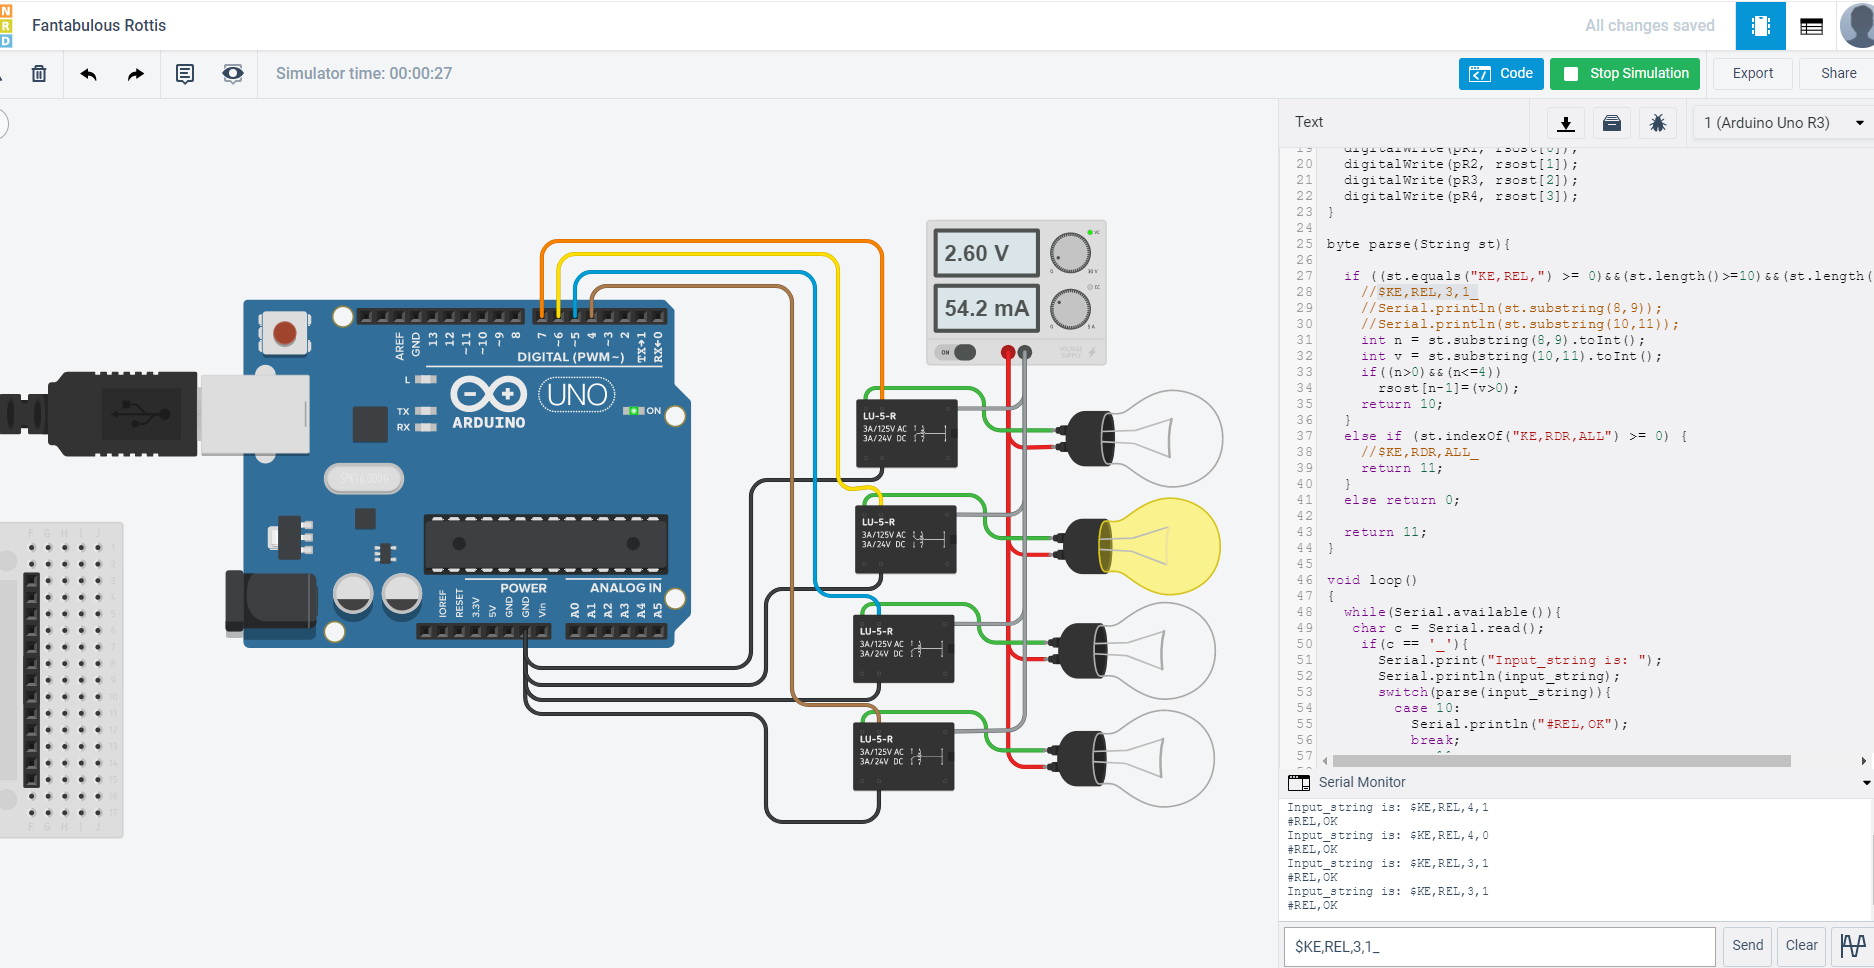 N
R
D
Fantabulous Rottis
All changes saved
Simulator time: 00:00:27
Code
Stop Simulation
Export
Share
Text
1 (Arduino Uno R3)
19 digitalWrite(pR1, rsost[0]);
20 digitalWrite(pR2, rsost[1]);
21 digitalWrite(pR3, rsost[2]);
22 digitalWrite(pR4, rsost[3]);
23 }
24
25 byte parse(String st){
26
27 if ((st.equals("KE,REL,") >= 0)&&(st.length()>=10)&&(st.length(
28 //$KE,REL,3,1_
29 //Serial.println(st.substring(8,9));
30 //Serial.println(st.substring(10,11));
31 int n = st.substring(8,9).toInt();
32 int v = st.substring(10,11).toInt();
33 if((n>0)&&(n<=4))
34 rsost[n-1]=(v>0);
35 return 10;
36 }
37 else if (st.indexOf("KE,RDR,ALL") >= 0) {
38 //$KE,RDR,ALL_
39 return 11;
40 }
41 else return 0;
42
43 return 11;
44 }
45
46 void loop()
47 {
48 while(Serial.available()){
49 char c = Serial.read();
50 if(c == '_'){
51 Serial.print("Input_string is: ");
52 Serial.println(input_string);
53 switch(parse(input_string)){
54 case 10:
55 Serial.println("#REL,OK");
56 break;
57
Serial Monitor
Input_string is: $KE,REL,4,1
#REL,OK
Input_string is: $KE,REL,4,0
#REL,OK
Input_string is: $KE,REL,3,1
#REL,OK
Input_string is: $KE,REL,3,1
#REL,OK
$KE,REL,3,1_
Send
Clear
2.60 V
54.2 mA
ON
VOLTAGE
SUPPLY
AREF
GND
13
12
~11
~10
~9
8
7
~6
~5
4
~3
2
TX→1
RX←0
DIGITAL (PWM~)
L
TX
RX
ARDUINO
UNO
ON
SPK16.000G
POWER
ANALOG IN
IOREF
RESET
3.3V
5V
GND
GND
Vin
A0
A1
A2
A3
A4
A5
LU-5-R
3A/125V AC
3A/24V DC
LU-5-R
3A/125V AC
3A/24V DC
LU-5-R
3A/125V AC
3A/24V DC
LU-5-R
3A/125V AC
3A/24V DC
F G H I J
F G H I J